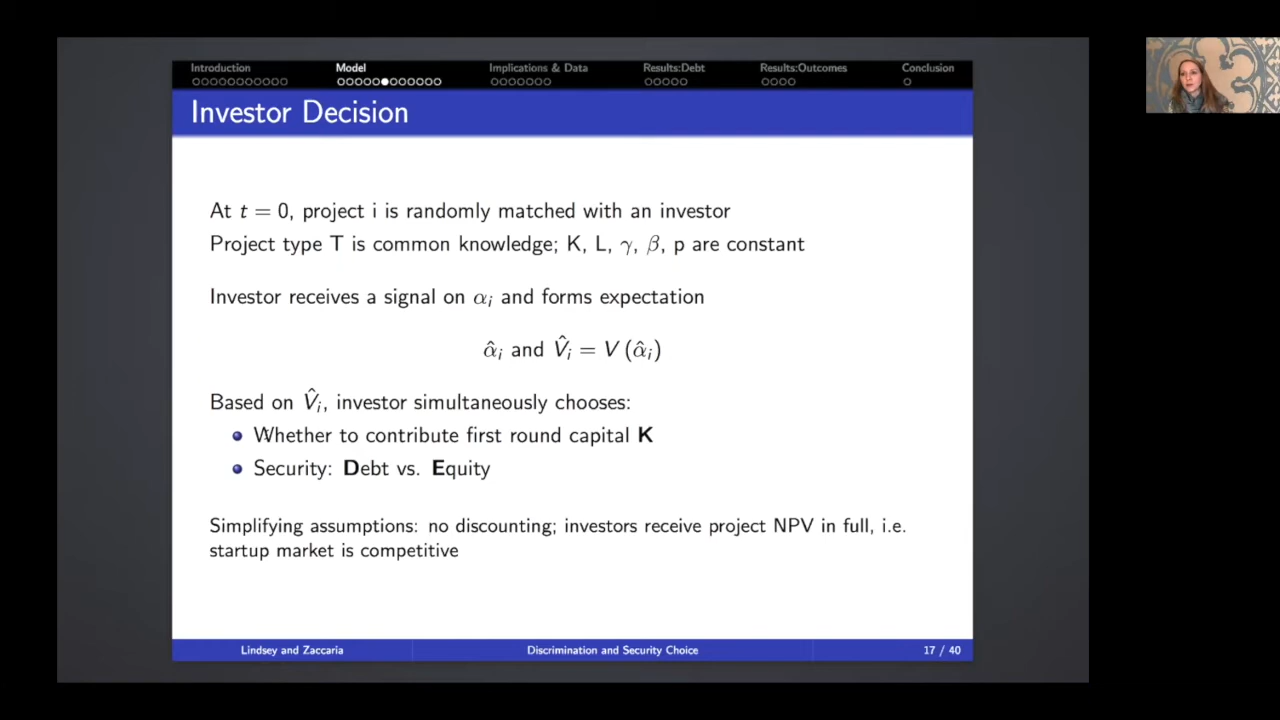 Introduction Model Implications & Data Results:Debt Results:Outcomes Conclusion
Investor Decision
At t = 0, project i is randomly matched with an investor
Project type T is common knowledge; K, L, γ, β, p are constant
Investor receives a signal on αᵢ and forms expectation
α̂ᵢ and V̂ᵢ = V (α̂ᵢ)
Based on V̂ᵢ, investor simultaneously chooses:
Whether to contribute first round capital K
Security: Debt vs. Equity
Simplifying assumptions: no discounting; investors receive project NPV in full, i.e.
startup market is competitive
Lindsey and Zaccaria Discrimination and Security Choice 17 / 40